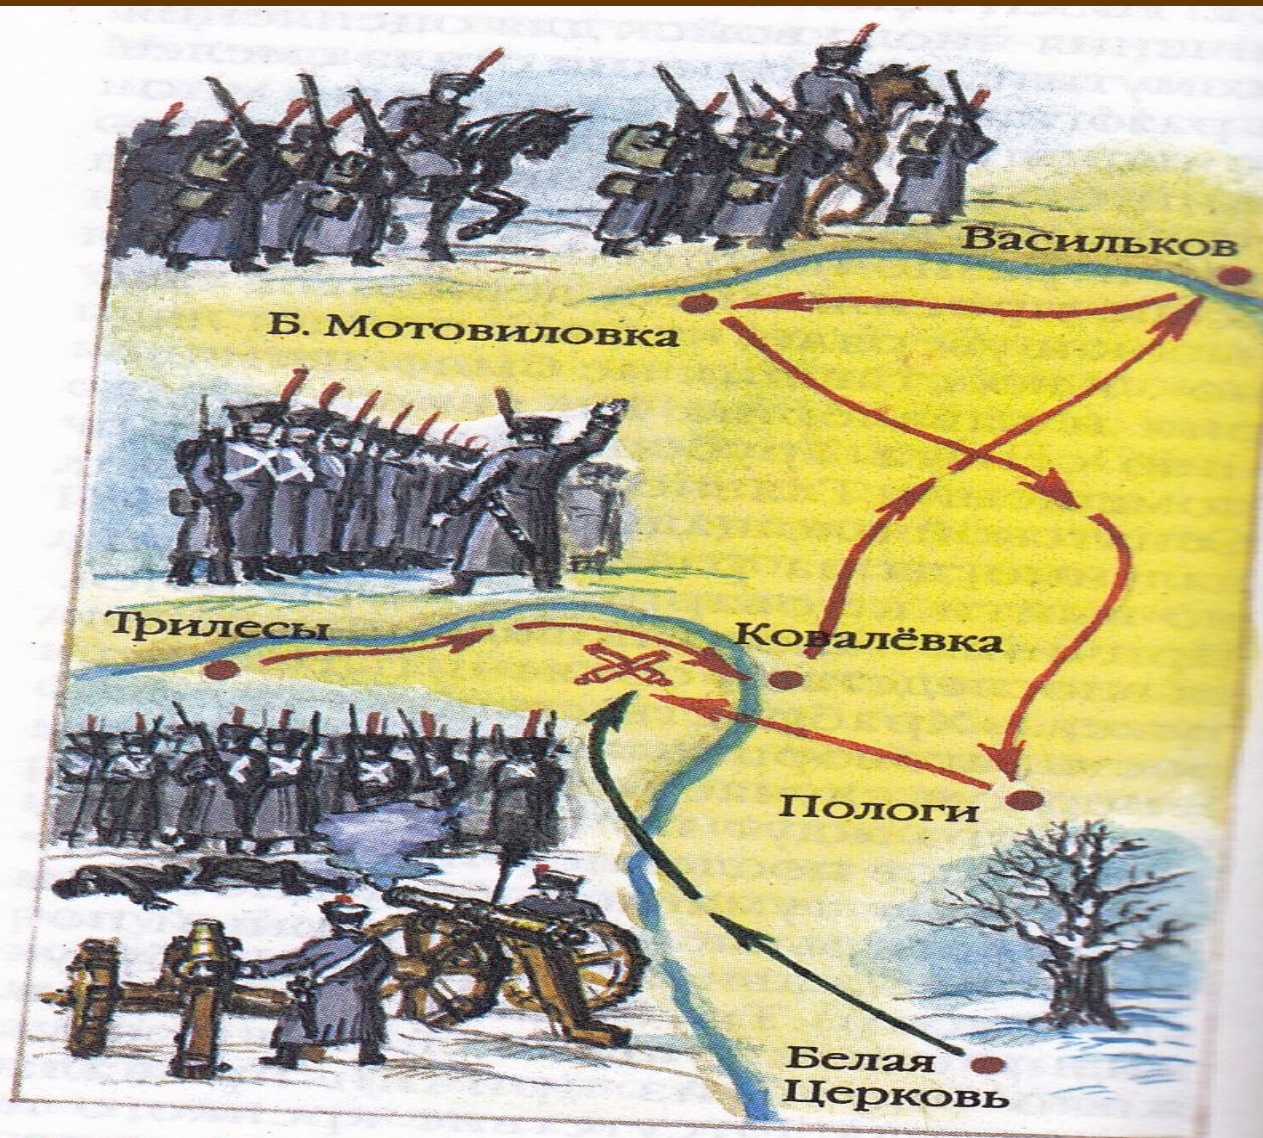 Васильков
Б. Мотовиловка
Трилесы
Ковалёвка
Пологи
Белая
Церковь